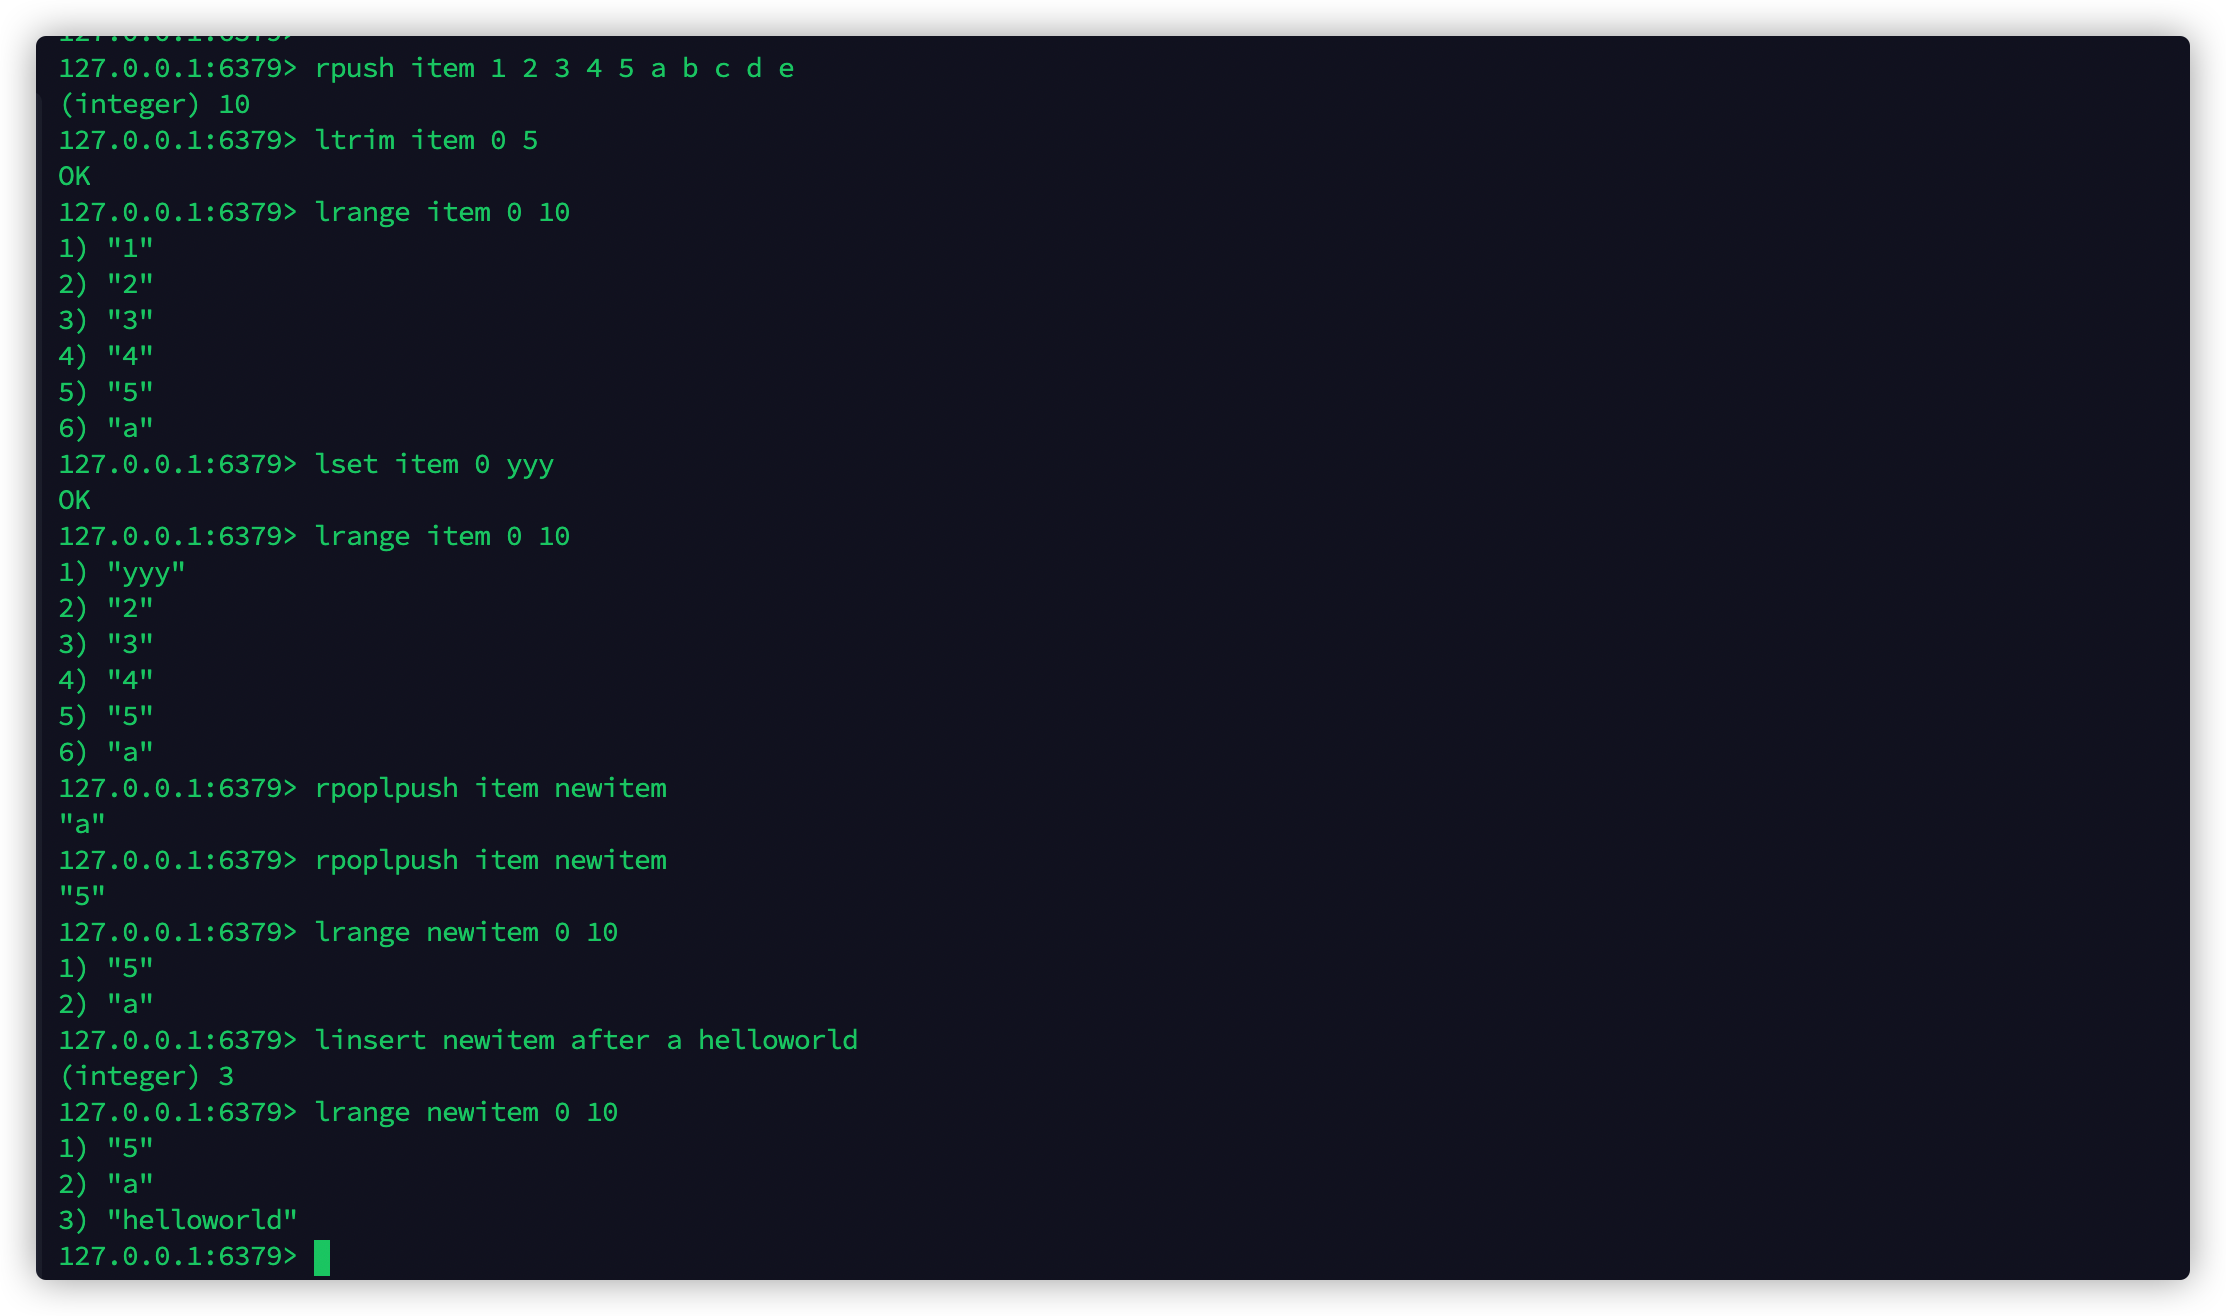 127.0.0.1:6379>
127.0.0.1:6379> rpush item 1 2 3 4 5 a b c d e
(integer) 10
127.0.0.1:6379> ltrim item 0 5
OK
127.0.0.1:6379> lrange item 0 10
1) "1"
2) "2"
3) "3"
4) "4"
5) "5"
6) "a"
127.0.0.1:6379> lset item 0 yyy
OK
127.0.0.1:6379> lrange item 0 10
1) "yyy"
2) "2"
3) "3"
4) "4"
5) "5"
6) "a"
127.0.0.1:6379> rpoplpush item newitem
"a"
127.0.0.1:6379> rpoplpush item newitem
"5"
127.0.0.1:6379> lrange newitem 0 10
1) "5"
2) "a"
127.0.0.1:6379> linsert newitem after a helloworld
(integer) 3
127.0.0.1:6379> lrange newitem 0 10
1) "5"
2) "a"
3) "helloworld"
127.0.0.1:6379>